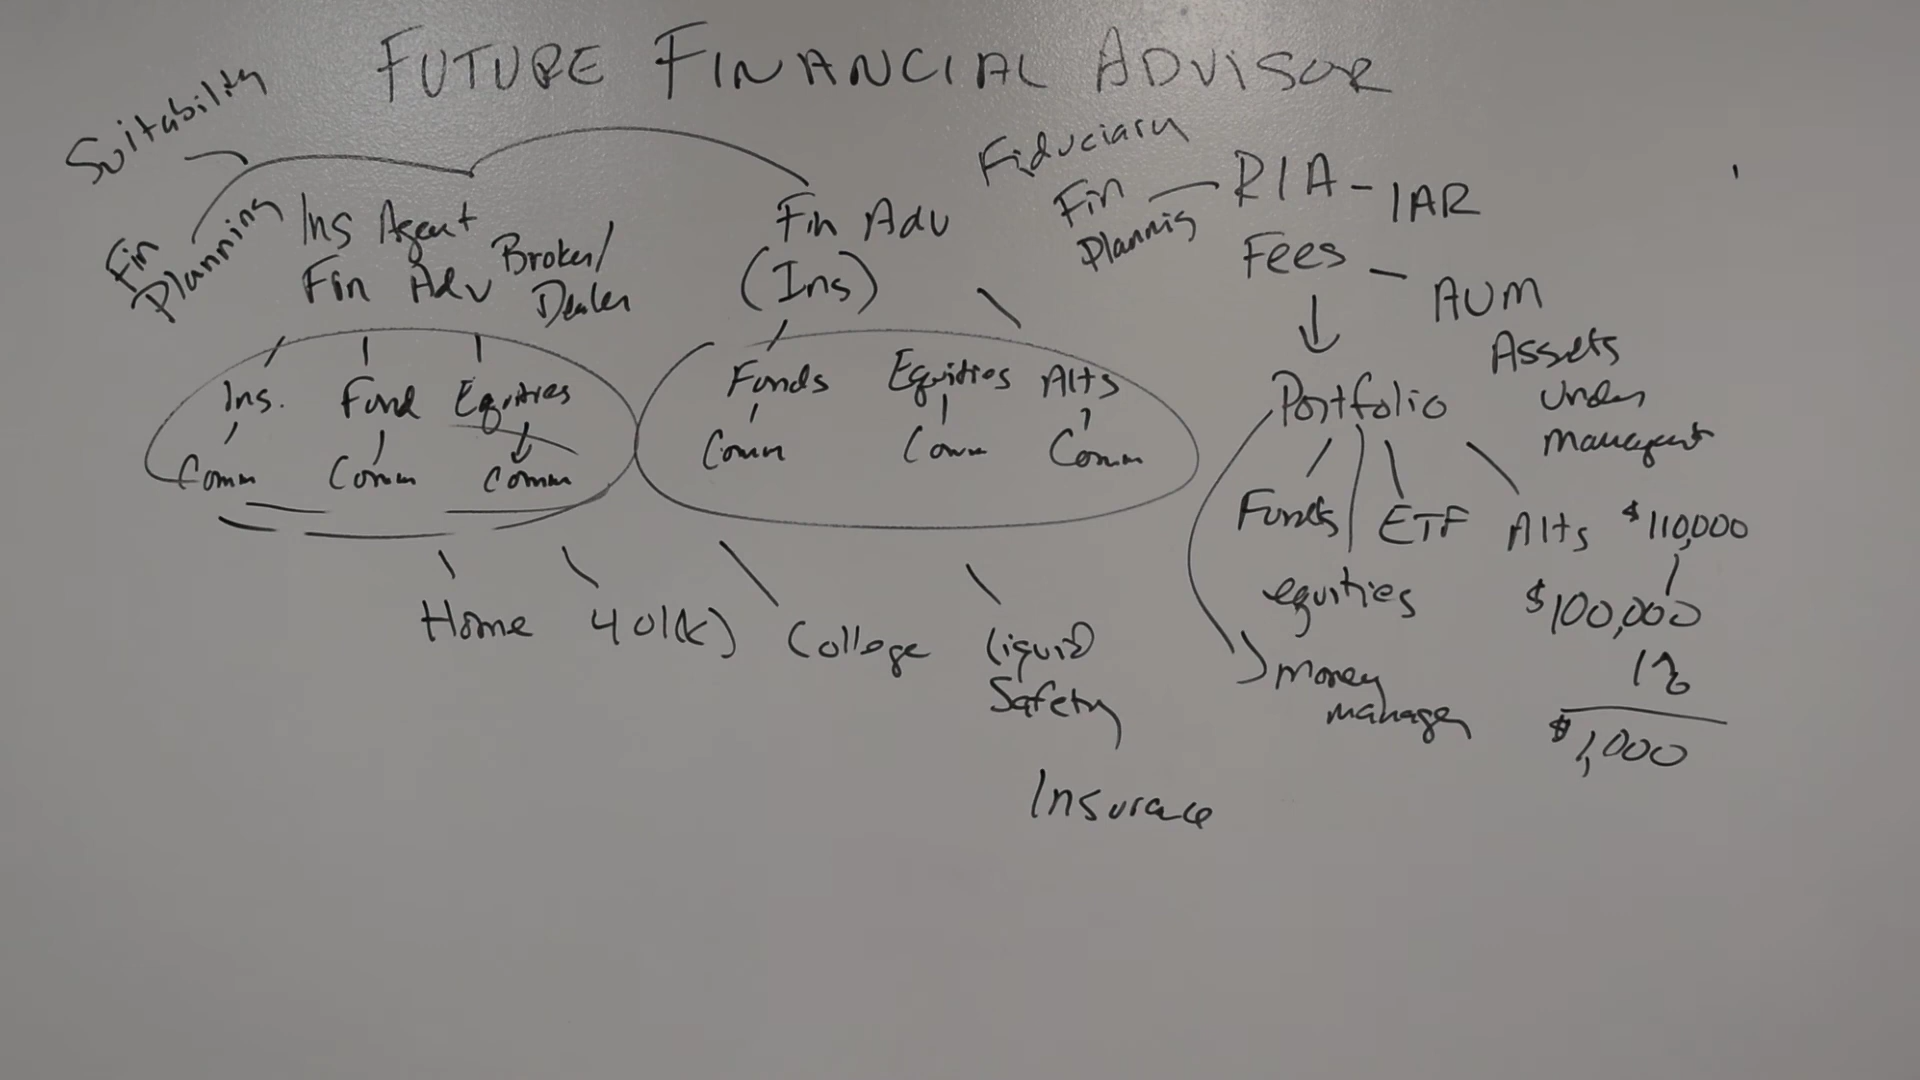 FUTURE FINANCIAL ADVISOR
Suitability
Fin
Planning
Ins Agent
Fin Adv
Broker/
Dealer
Ins.
Fund
Equities
Comm
Comm
Comm
Fin Adv
(Ins)
Funds
Equities
Alts
Comm
Comm
Comm
Home
401(k)
College
Liquid
Safety
Insurance
Fiduciary
Fin
Plannig
RIA - IAR
Fees - AUM
Assets
Under
Management
Portfolio
Funds
ETF
Alts
equities
Money
manager
$110,000
$100,000
1%
$1,000